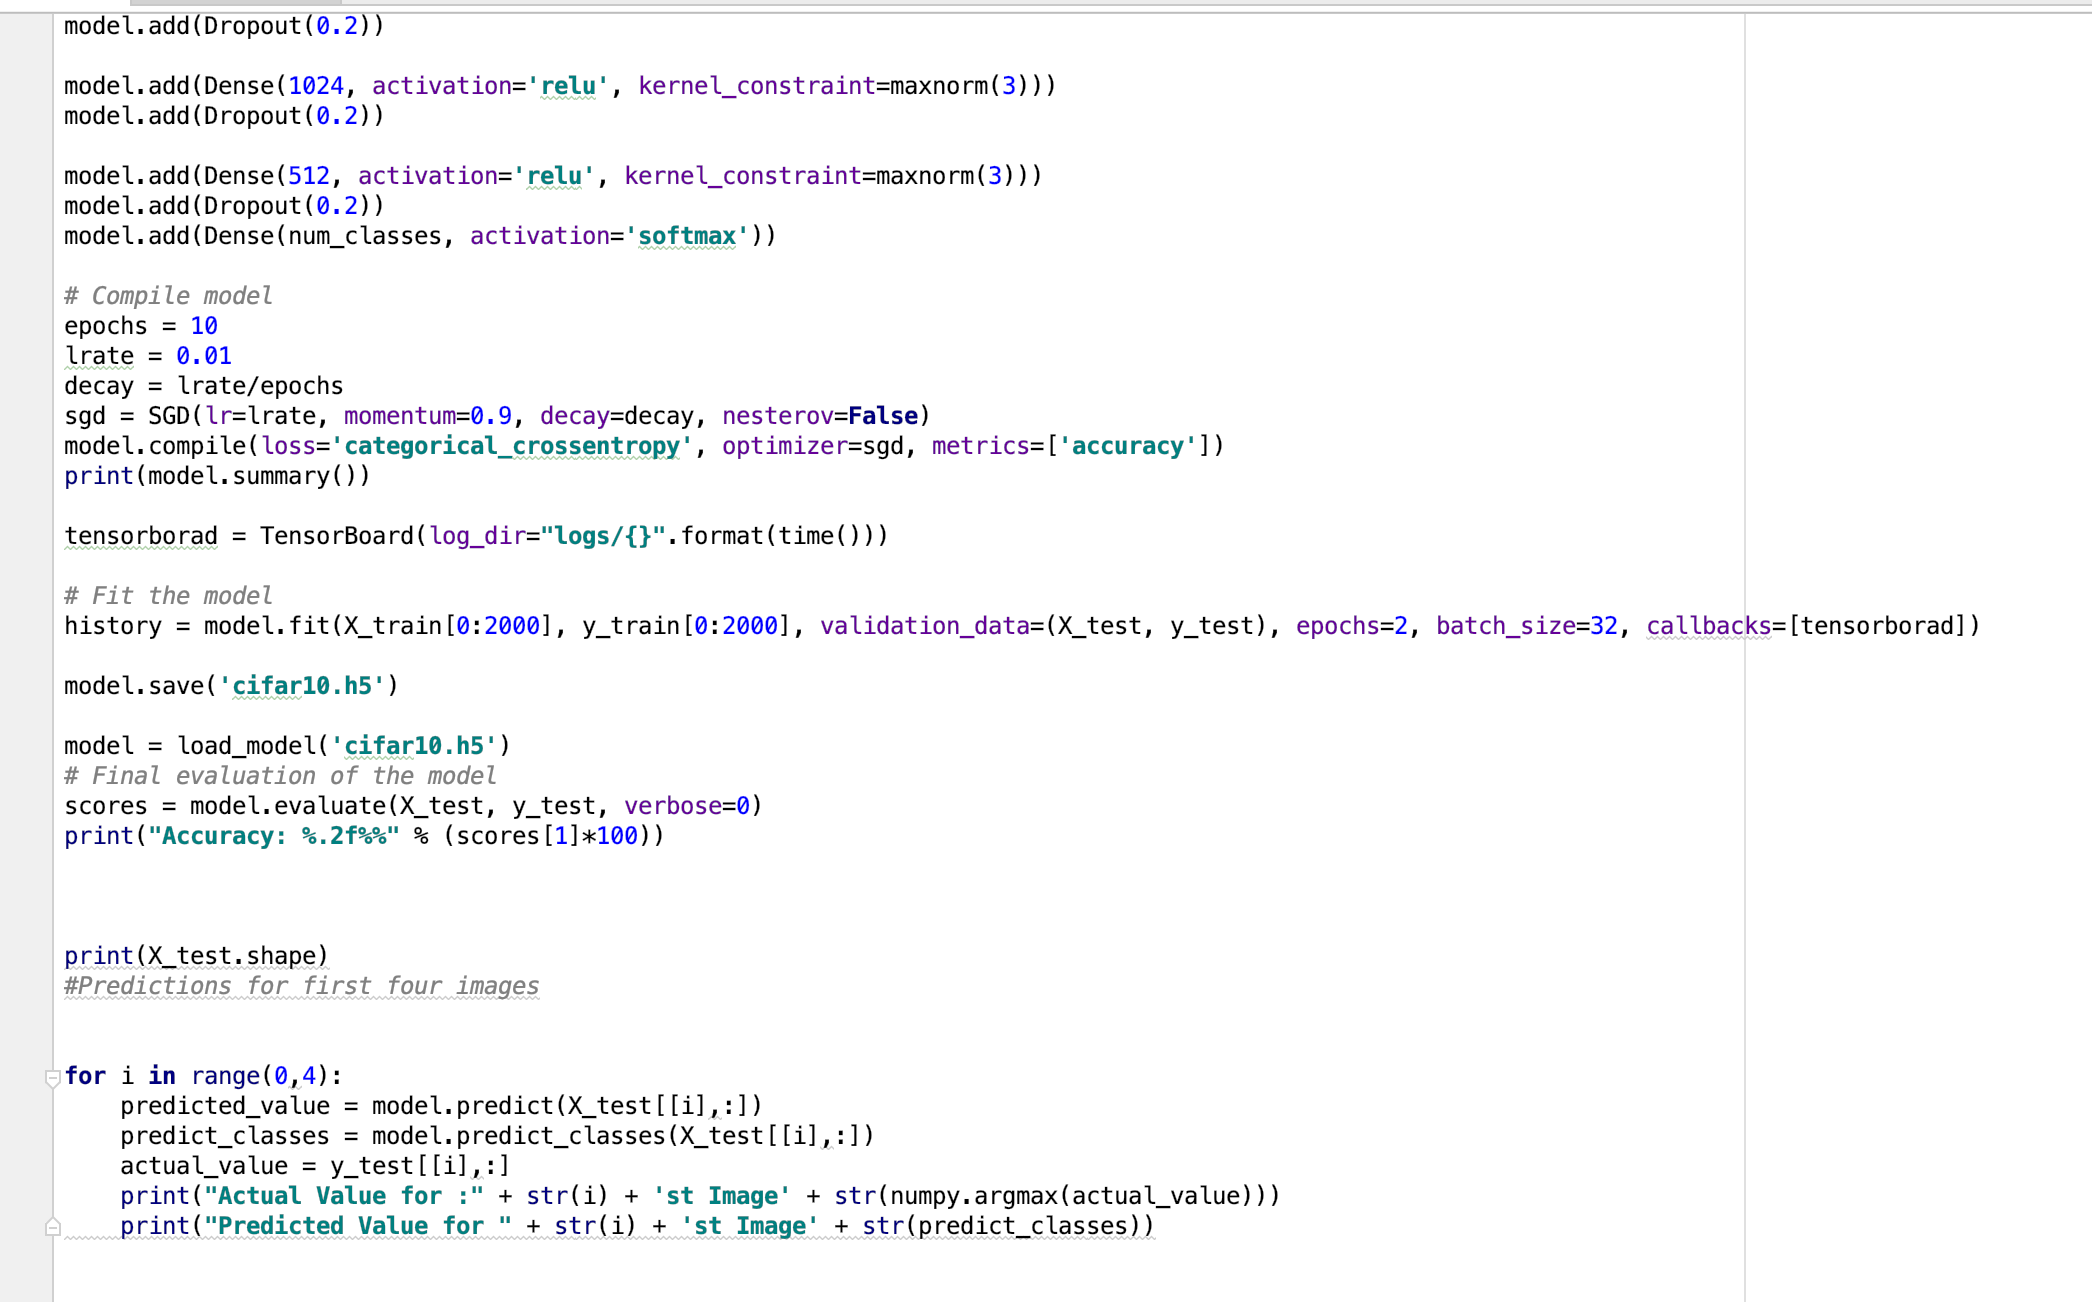 model.add(Dropout(0.2))
model.add(Dense(1024, activation='relu', kernel_constraint=maxnorm(3)))
model.add(Dropout(0.2))
model.add(Dense(512, activation='relu', kernel_constraint=maxnorm(3)))
model.add(Dropout(0.2))
model.add(Dense(num_classes, activation='softmax'))
# Compile model
epochs = 10
lrate = 0.01
decay = lrate/epochs
sgd = SGD(lr=lrate, momentum=0.9, decay=decay, nesterov=False)
model.compile(loss='categorical_crossentropy', optimizer=sgd, metrics=['accuracy'])
print(model.summary())
tensorborad = TensorBoard(log_dir="logs/{}".format(time()))
# Fit the model
history = model.fit(X_train[0:2000], y_train[0:2000], validation_data=(X_test, y_test), epochs=2, batch_size=32, callbacks=[tensorborad])
model.save('cifar10.h5')
model = load_model('cifar10.h5')
# Final evaluation of the model
scores = model.evaluate(X_test, y_test, verbose=0)
print("Accuracy: %.2f%%" % (scores[1]*100))
print(X_test.shape)
#Predictions for first four images
for i in range(0,4):
    predicted_value = model.predict(X_test[[i],:])
    predict_classes = model.predict_classes(X_test[[i],:])
    actual_value = y_test[[i],:]
    print("Actual Value for :" + str(i) + 'st Image' + str(numpy.argmax(actual_value)))
    print("Predicted Value for " + str(i) + 'st Image' + str(predict_classes))